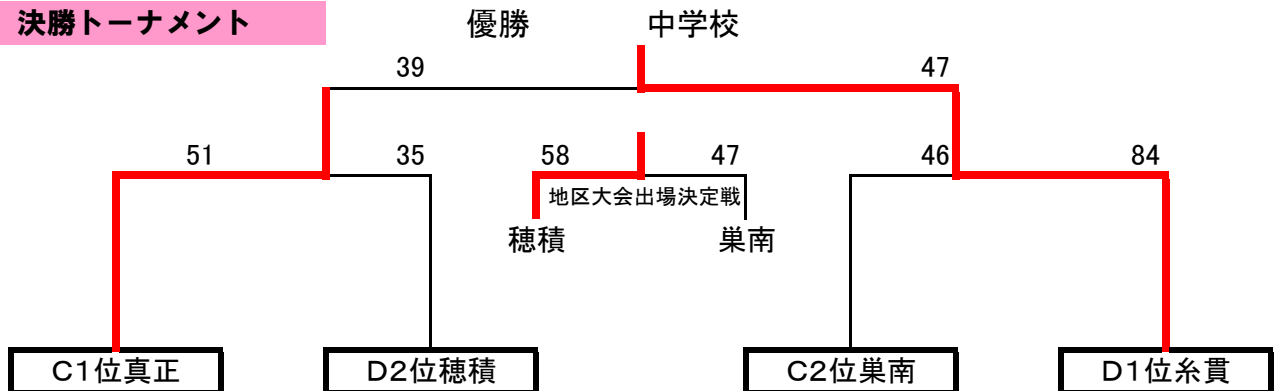 決勝トーナメント
優勝 中学校
39 47
51 35 58 47 46 84
地区大会出場決定戦
穂積 巣南
C1位真正 D2位穂積 C2位巣南 D1位糸貫